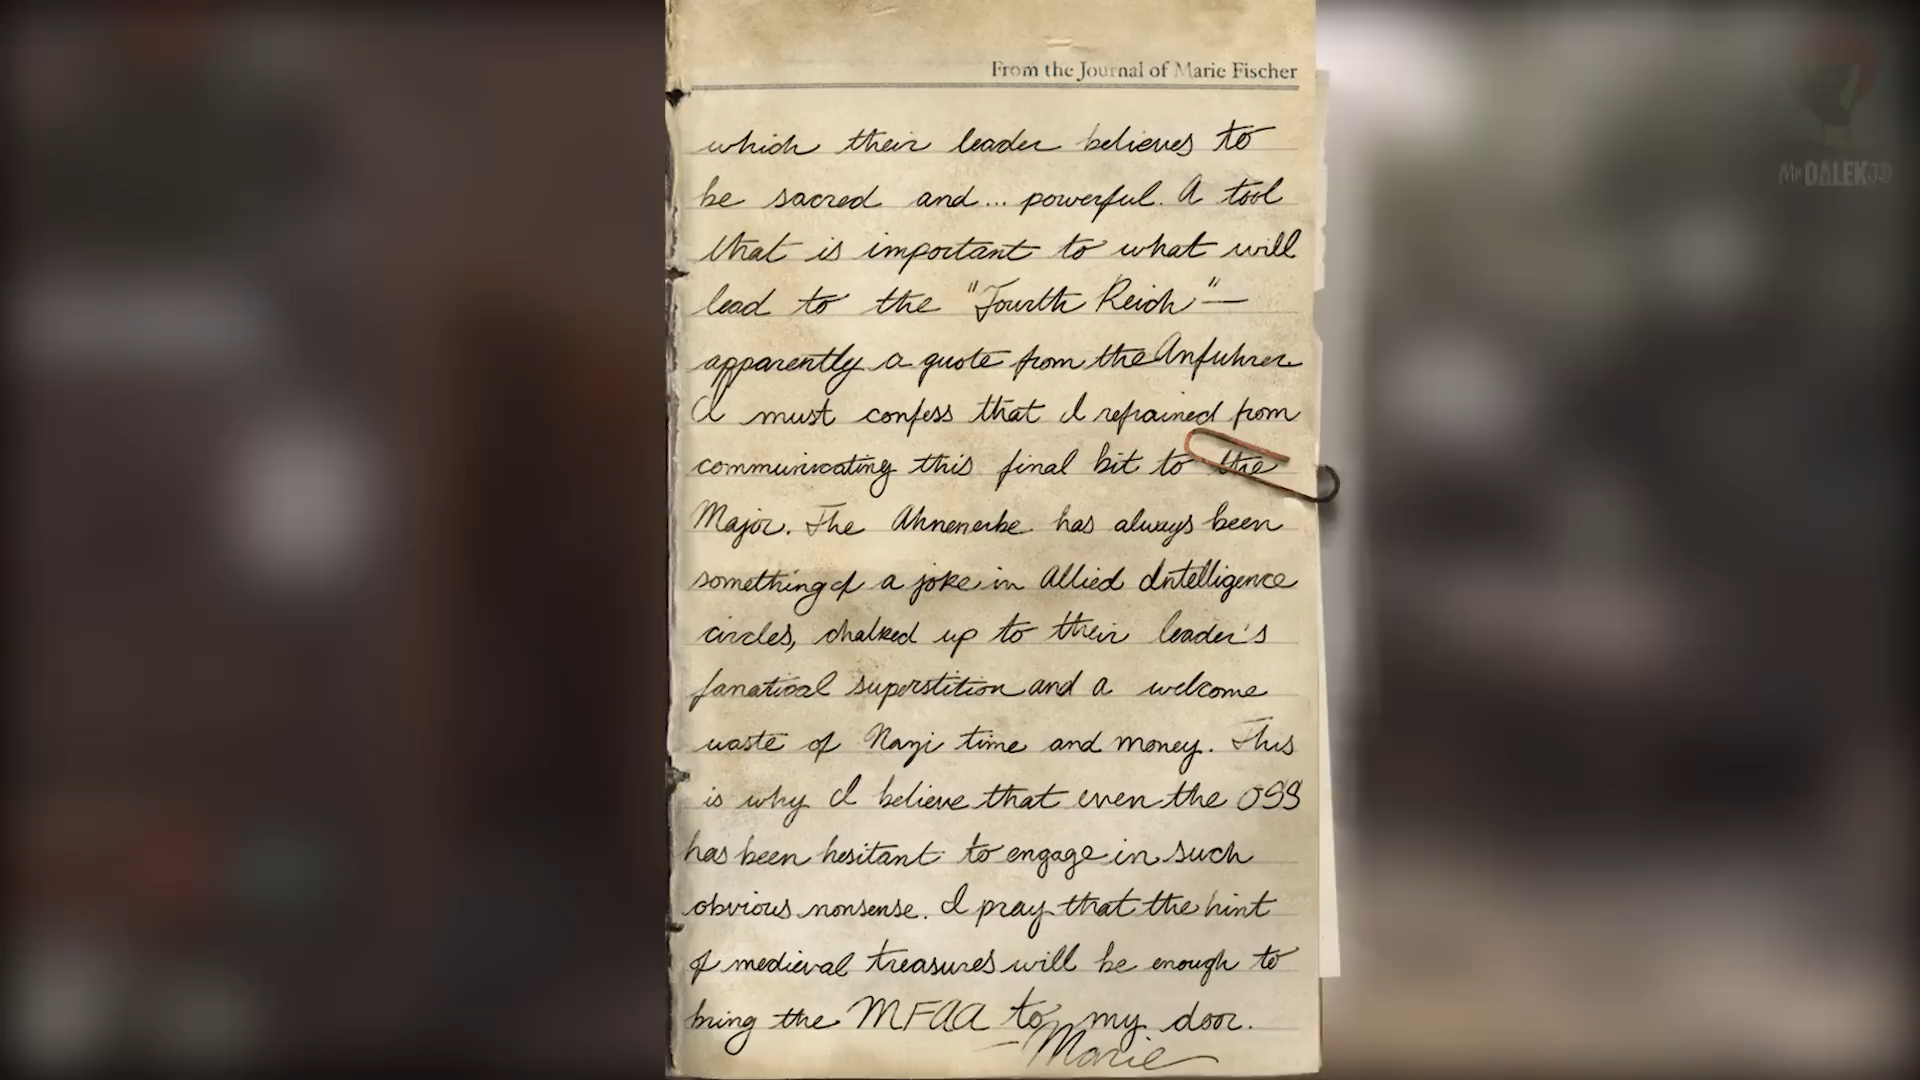 From the Journal of Marie Fischer
which their leader believes to
be sacred and... powerful. A tool
that is important to what will
lead to the "Fourth Reich"—
apparently a quote from the Anfuhrer
I must confess that I refrained from
communicating this final bit to the
Major. The Ahnenerbe has always been
something of a joke in Allied Intelligence
circles, chalked up to their leader's
fanatical superstition and a welcome
waste of Nazi time and money. This
is why I believe that even the OSS
has been hesitant to engage in such
obvious nonsense. I pray that the hint
of medieval treasures will be enough to
bring the MFAA to my door.
— Marie
MrDALEKJD